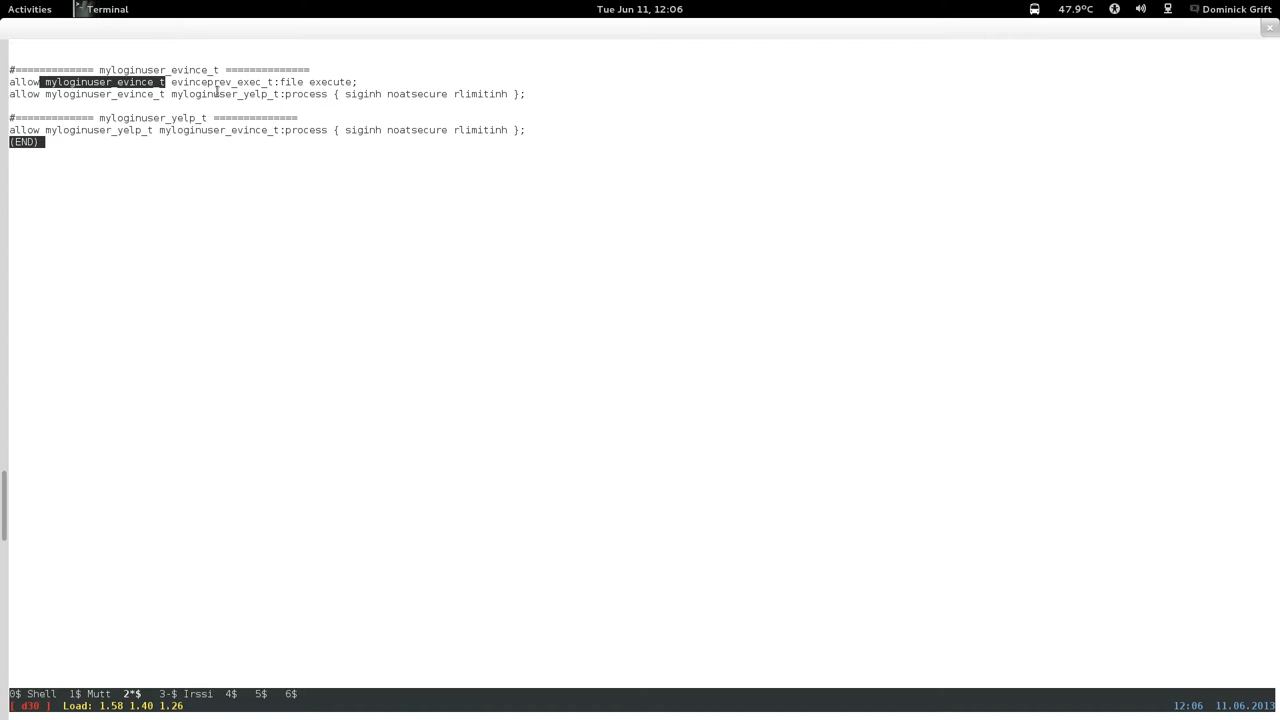 Activities Terminal Tue Jun 11, 12:06 47.9°C Dominick Grift
#============= myloginuser_evince_t ==============
allow myloginuser_evince_t evinceprev_exec_t:file execute;
allow myloginuser_evince_t myloginuser_yelp_t:process { siginh noatsecure rlimitinh };
#============= myloginuser_yelp_t ==============
allow myloginuser_yelp_t myloginuser_evince_t:process { siginh noatsecure rlimitinh };
(END)
0$ Shell 1$ Mutt 2*$ 3-$ Irssi 4$ 5$ 6$
[ d30 ] Load: 1.58 1.40 1.26 12:06 11.06.2013